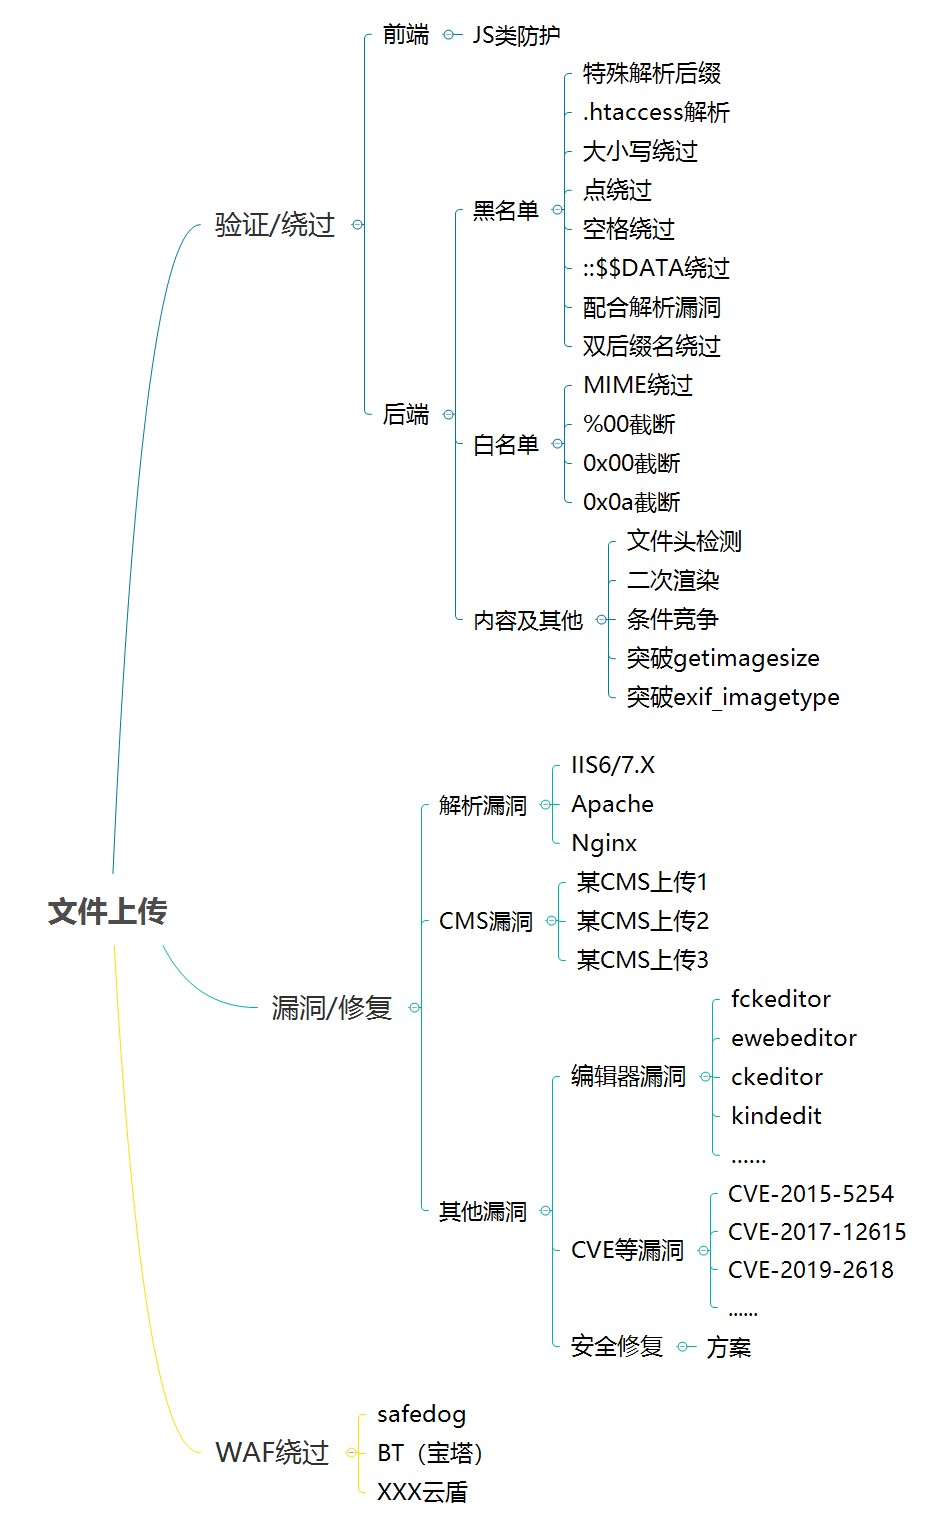 前端
JS类防护
特殊解析后缀
.htaccess解析
大小写绕过
点绕过
空格绕过
::$$DATA绕过
配合解析漏洞
双后缀名绕过
黑名单
验证/绕过
后端
MIME绕过
%00截断
0x00截断
0x0a截断
白名单
文件头检测
二次渲染
条件竞争
突破getimagesize
突破exif_imagetype
内容及其他
IIS6/7.X
Apache
Nginx
解析漏洞
文件上传
某CMS上传1
某CMS上传2
某CMS上传3
CMS漏洞
漏洞/修复
fckeditor
ewebeditor
ckeditor
kindedit
......
编辑器漏洞
其他漏洞
CVE-2015-5254
CVE-2017-12615
CVE-2019-2618
......
CVE等漏洞
安全修复
方案
safedog
BT（宝塔）
XXX云盾
WAF绕过